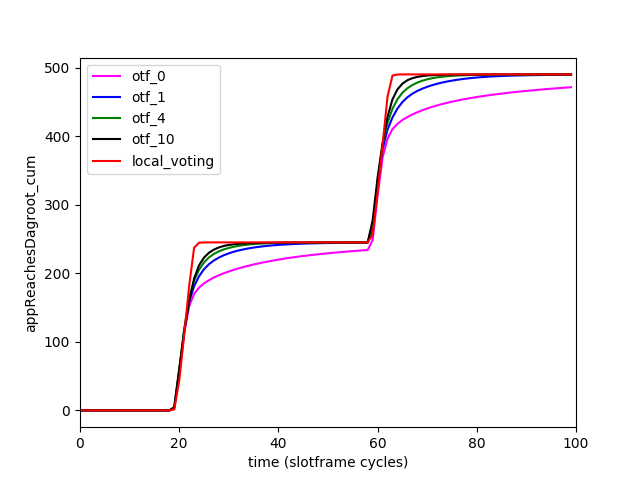 500
400
300
200
100
0
appReachesDagroot_cum
otf_0
otf_1
otf_4
otf_10
local_voting
0 20 40 60 80 100
time (slotframe cycles)